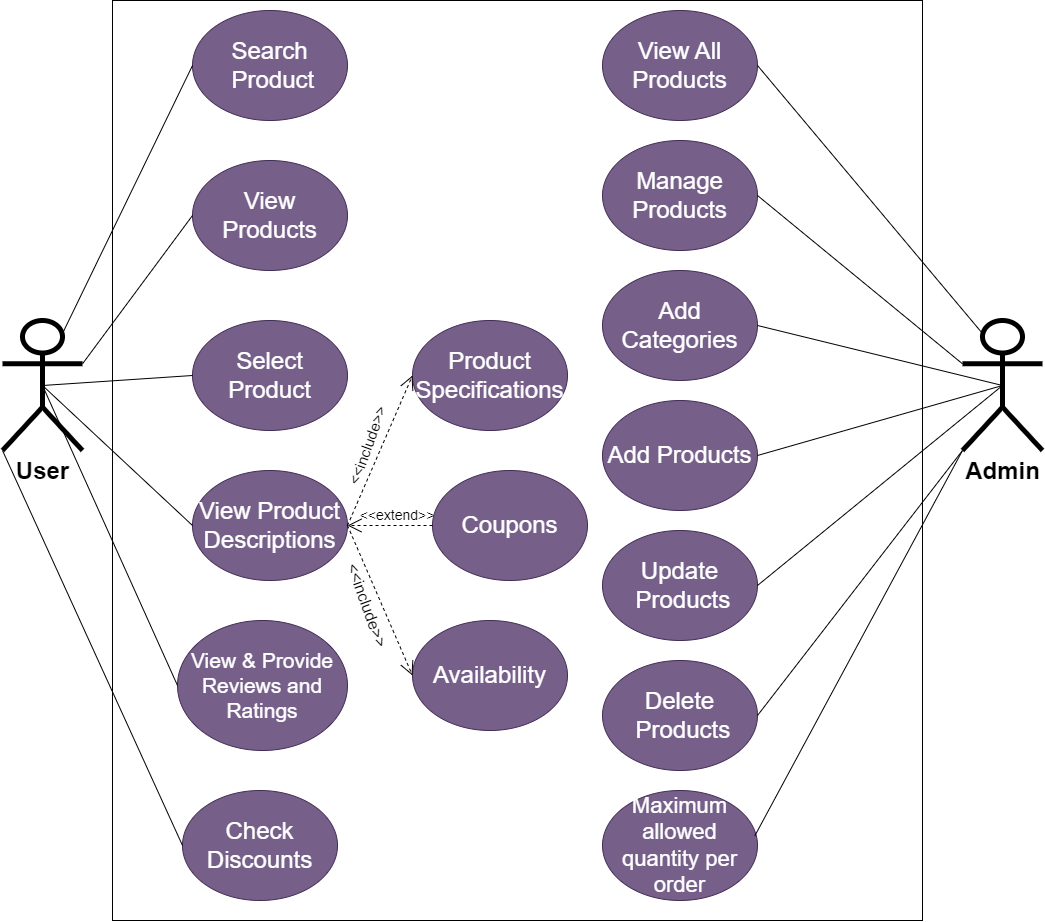 Search
Product
View All
Products
View
Products
Manage
Products
Add
Categories
Select
Product
Product
Specifications
<<include>>
Add Products
User
Admin
View Product
Descriptions
<<extend>>
Coupons
<<include>>
Update
Products
View & Provide
Reviews and
Ratings
Availability
Delete
Products
Check
Discounts
Maximum
allowed
quantity per
order